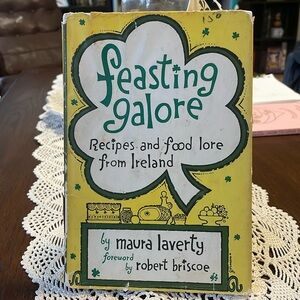 feasting
galore
Recipes and food lore
from Ireland
by maura laverty
foreword
by robert briscoe